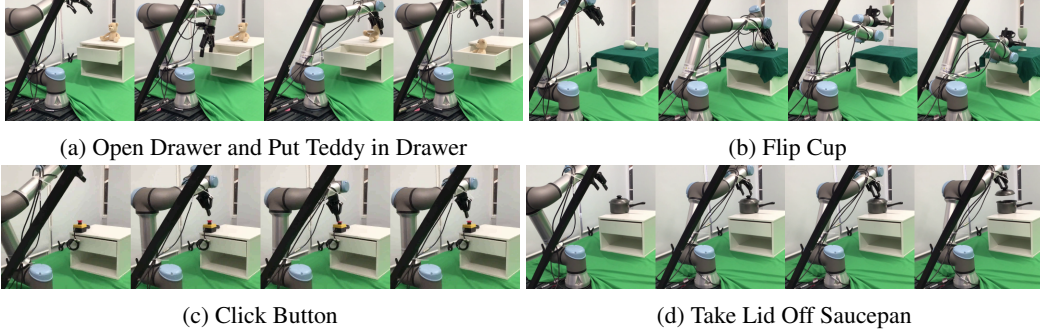 (a) Open Drawer and Put Teddy in Drawer
(b) Flip Cup
(c) Click Button
(d) Take Lid Off Saucepan